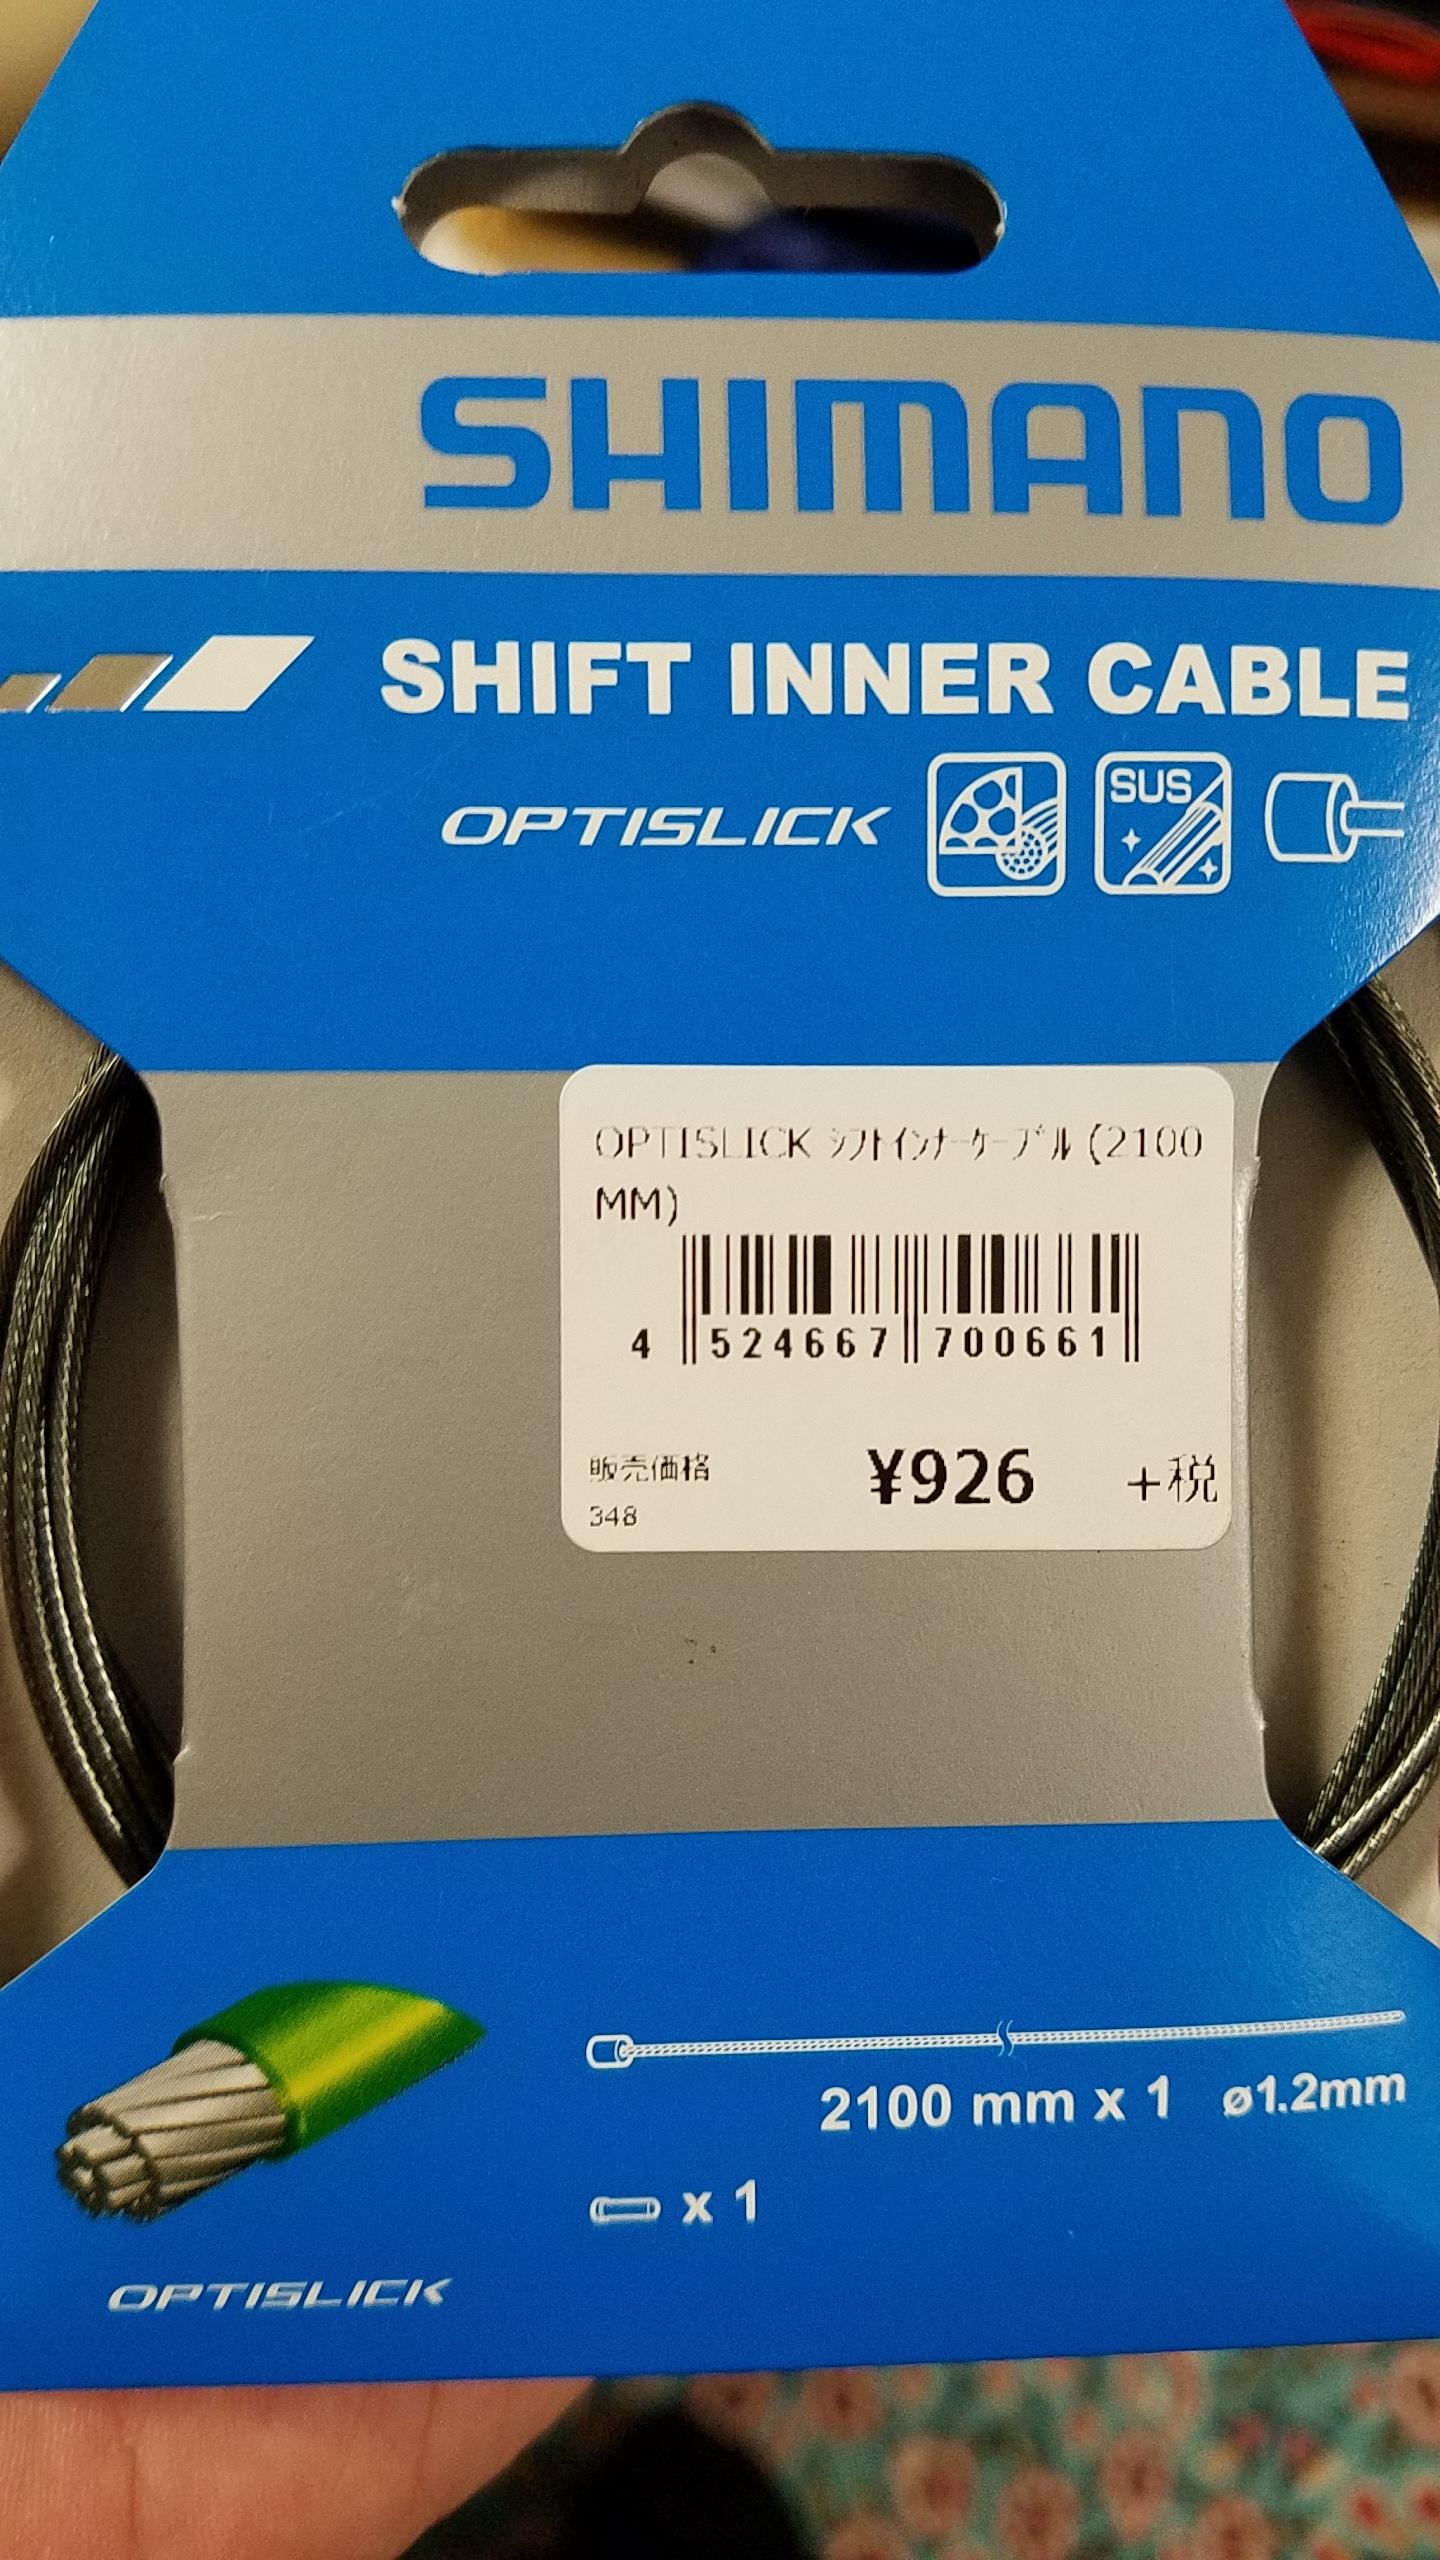 SHIMANO
SHIFT INNER CABLE
OPTISLICK
SUS
OPTISLICK ｼﾌﾄｲﾝﾅｰｹｰﾌﾞﾙ (2100
MM)
4 524667 700661
販売価格 ¥926 +税
348
2100 mm x 1 ø1.2mm
x 1
OPTISLICK